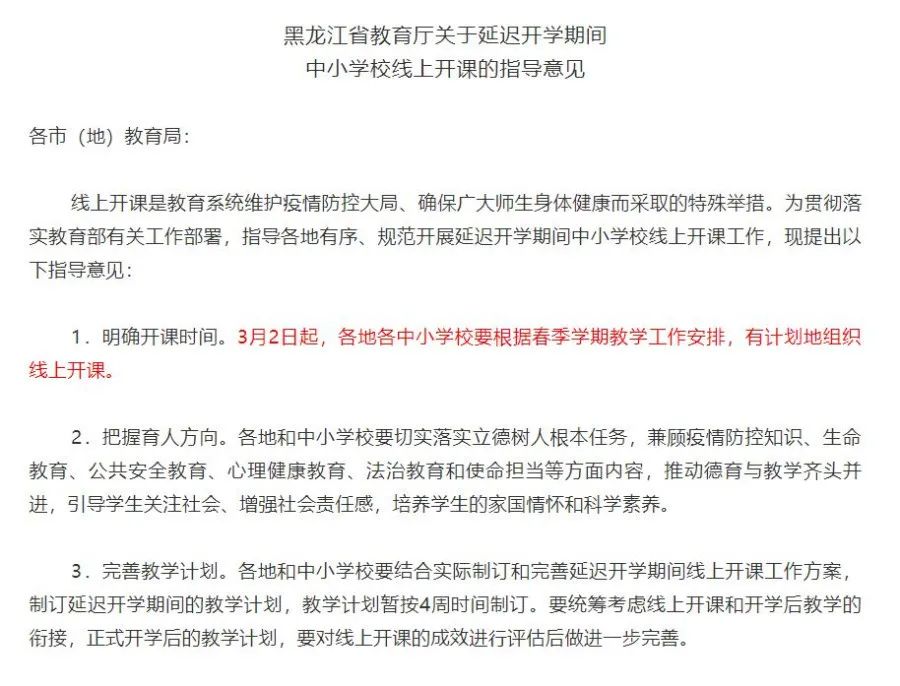 黑龙江省教育厅关于延迟开学期间
中小学校线上开课的指导意见
各市（地）教育局：
线上开课是教育系统维护疫情防控大局、确保广大师生身体健康而采取的特殊举措。为贯彻落
实教育部有关工作部署，指导各地有序、规范开展延迟开学期间中小学校线上开课工作，现提出以
下指导意见：
1．明确开课时间。3月2日起，各地各中小学校要根据春季学期教学工作安排，有计划地组织
线上开课。
2．把握育人方向。各地和中小学校要切实落实立德树人根本任务，兼顾疫情防控知识、生命
教育、公共安全教育、心理健康教育、法治教育和使命担当等方面内容，推动德育与教学齐头并
进，引导学生关注社会、增强社会责任感，培养学生的家国情怀和科学素养。
3．完善教学计划。各地和中小学校要结合实际制订和完善延迟开学期间线上开课工作方案，
制订延迟开学期间的教学计划，教学计划暂按4周时间制订。要统筹考虑线上开课和开学后教学的
衔接，正式开学后的教学计划，要对线上开课的成效进行评估后做进一步完善。